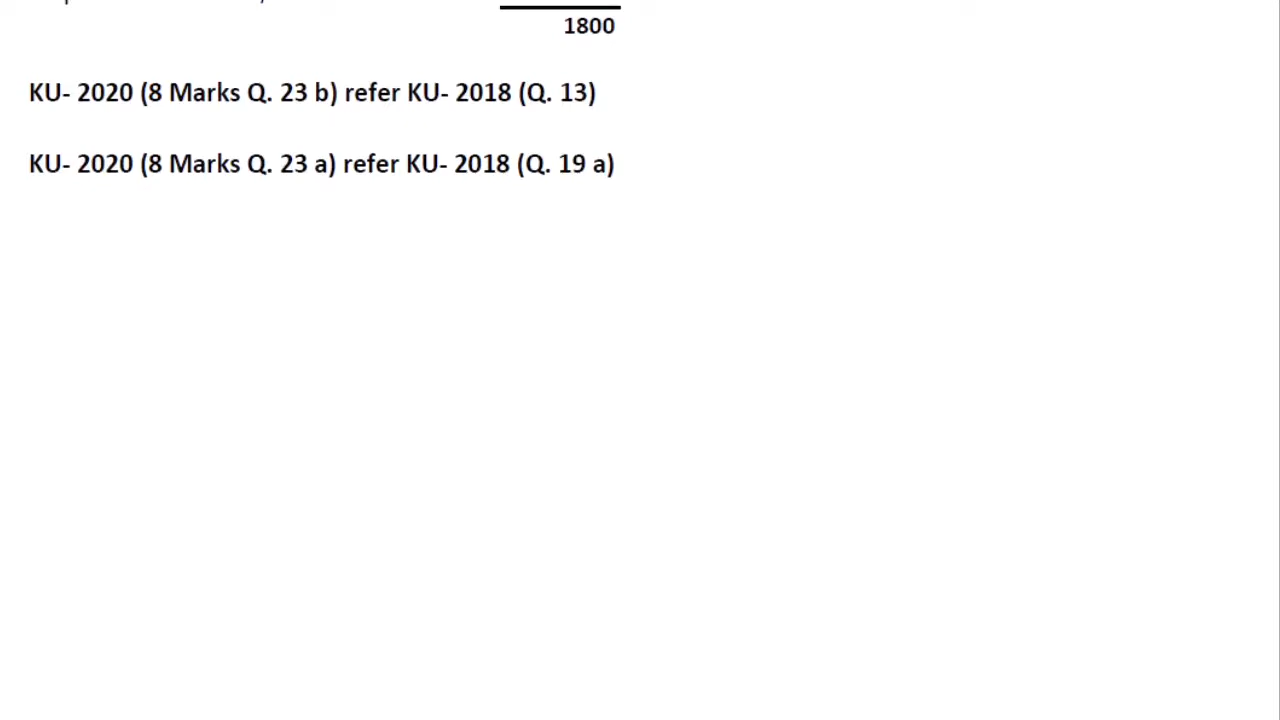 1800
KU- 2020 (8 Marks Q. 23 b) refer KU- 2018 (Q. 13)
KU- 2020 (8 Marks Q. 23 a) refer KU- 2018 (Q. 19 a)